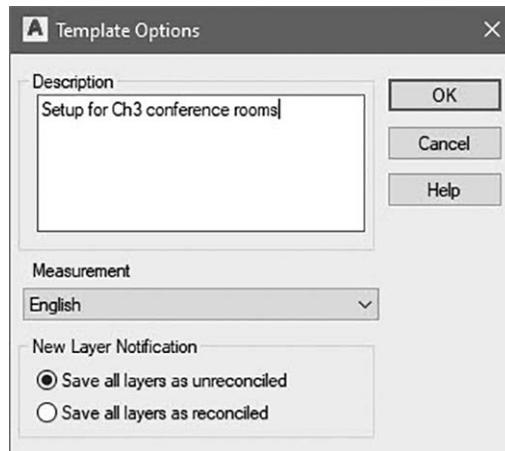 A Template Options
Description
Setup for Ch3 conference rooms
OK
Cancel
Help
Measurement
English
New Layer Notification
Save all layers as unreconciled
Save all layers as reconciled